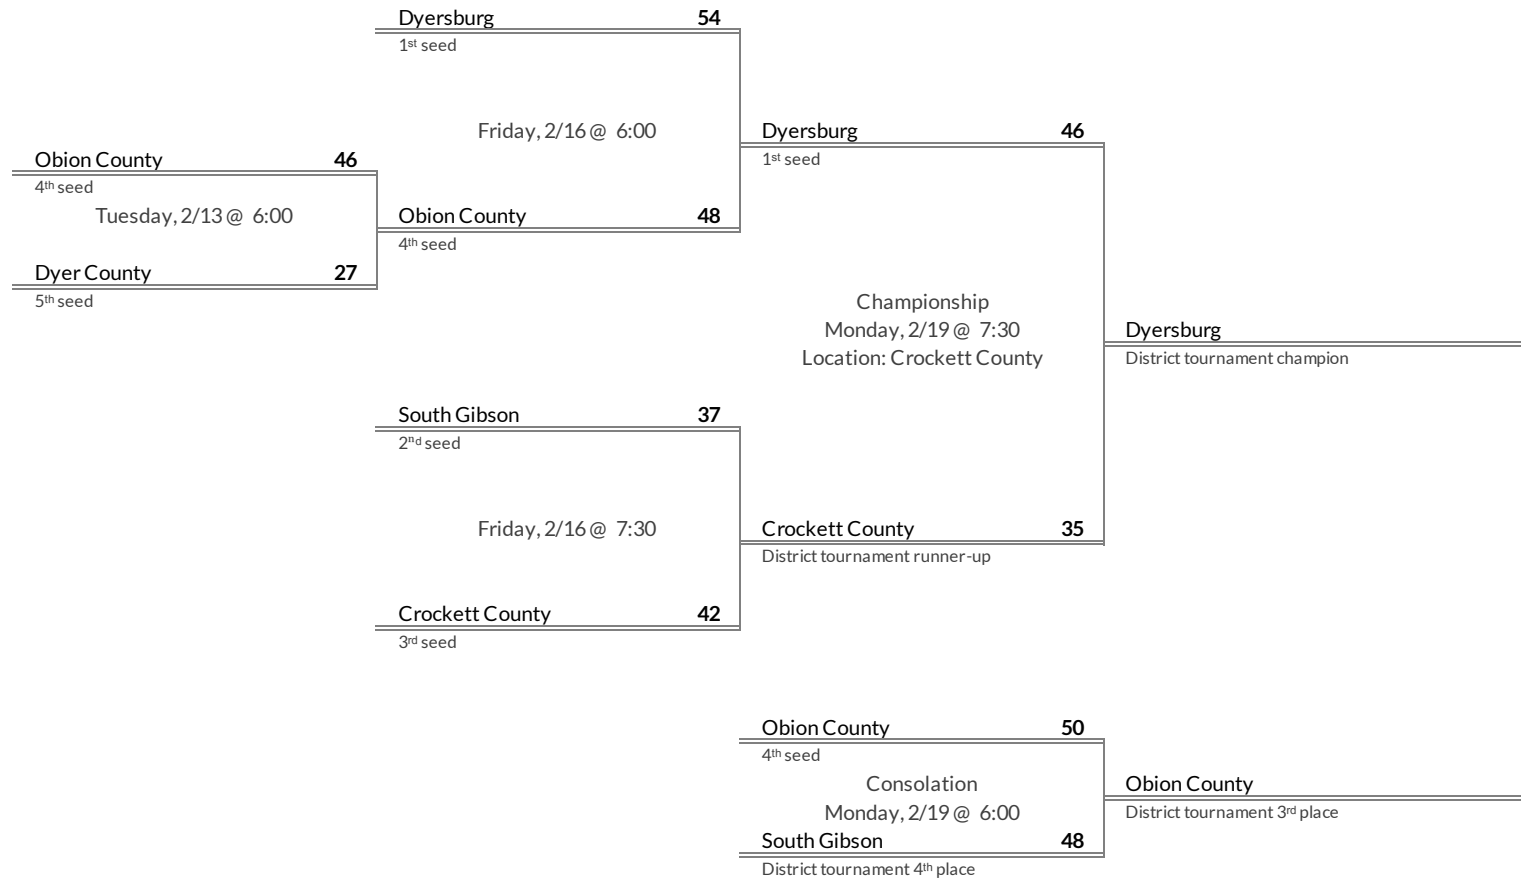 Dyersburg 54
1st seed
Friday, 2/16 @ 6:00
Dyersburg 46
1st seed
Obion County 46
4th seed
Tuesday, 2/13 @ 6:00
Obion County 48
4th seed
Dyer County 27
5th seed
Championship
Monday, 2/19 @ 7:30
Location: Crockett County
Dyersburg
District tournament champion
South Gibson 37
2nd seed
Friday, 2/16 @ 7:30
Crockett County 35
District tournament runner-up
Crockett County 42
3rd seed
Obion County 50
4th seed
Consolation
Monday, 2/19 @ 6:00
Obion County
District tournament 3rd place
South Gibson 48
District tournament 4th place